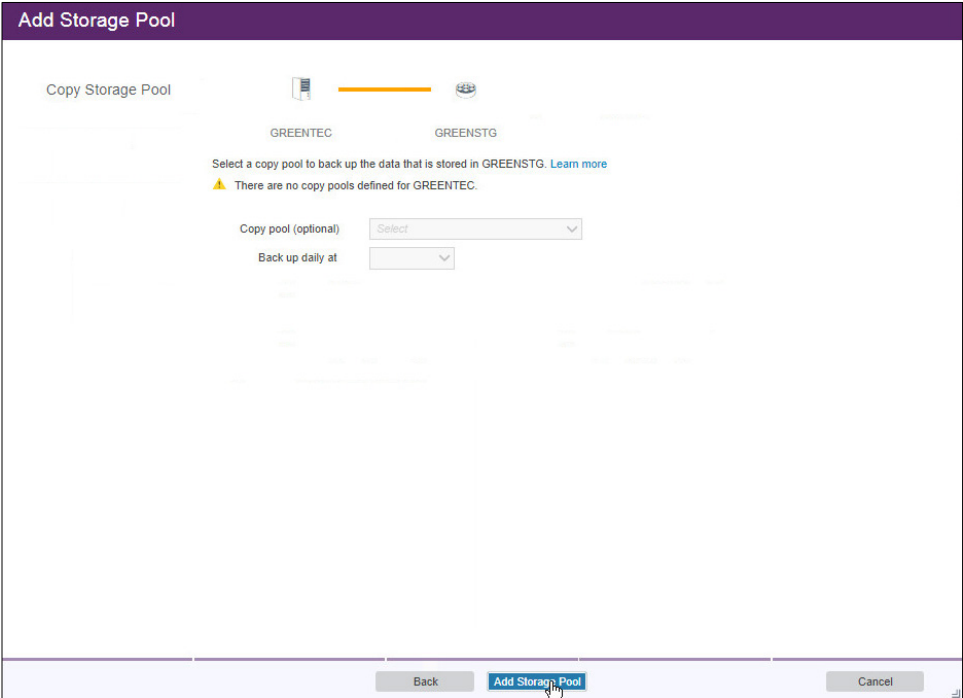 Add Storage Pool
Copy Storage Pool
GREENTEC GREENSTG
Select a copy pool to back up the data that is stored in GREENSTG. Learn more
There are no copy pools defined for GREENTEC.
Copy pool (optional) Select
Back up daily at
Back Add Storage Pool Cancel